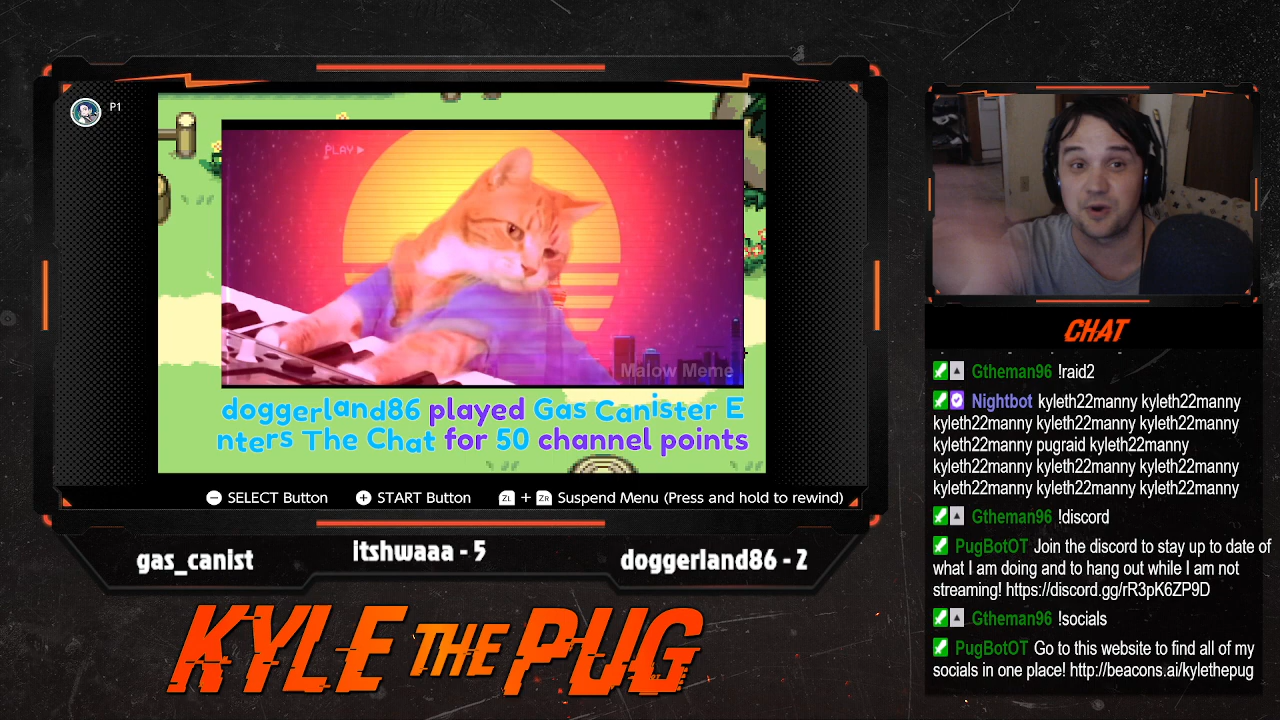 P1
PLAY
Malow Meme
doggerland86 played Gas Canister E
nters The Chat for 50 channel points
SELECT Button
START Button
ZL + ZR Suspend Menu (Press and hold to rewind)
gas_canist
itshwaaa - 5
doggerland86 - 2
KYLE THE PUG
CHAT
Gtheman96 !raid2
Nightbot kyleth22manny kyleth22manny
kyleth22manny kyleth22manny kyleth22manny
kyleth22manny pugraid kyleth22manny
kyleth22manny kyleth22manny kyleth22manny
kyleth22manny kyleth22manny kyleth22manny
Gtheman96 !discord
PugBotOT Join the discord to stay up to date of
what I am doing and to hang out while I am not
streaming! https://discord.gg/rR3pK6ZP9D
Gtheman96 !socials
PugBotOT Go to this website to find all of my
socials in one place! http://beacons.ai/kylethepug